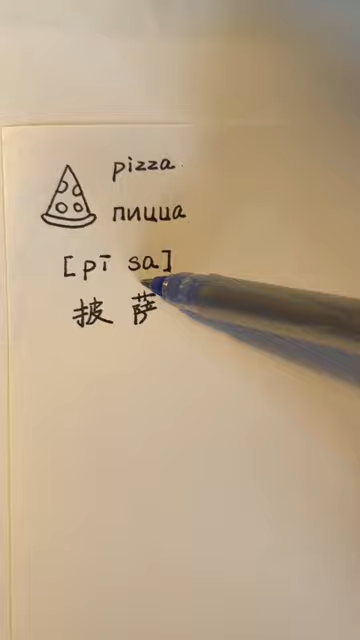 pizza
пицца
[pī sa]
披 萨